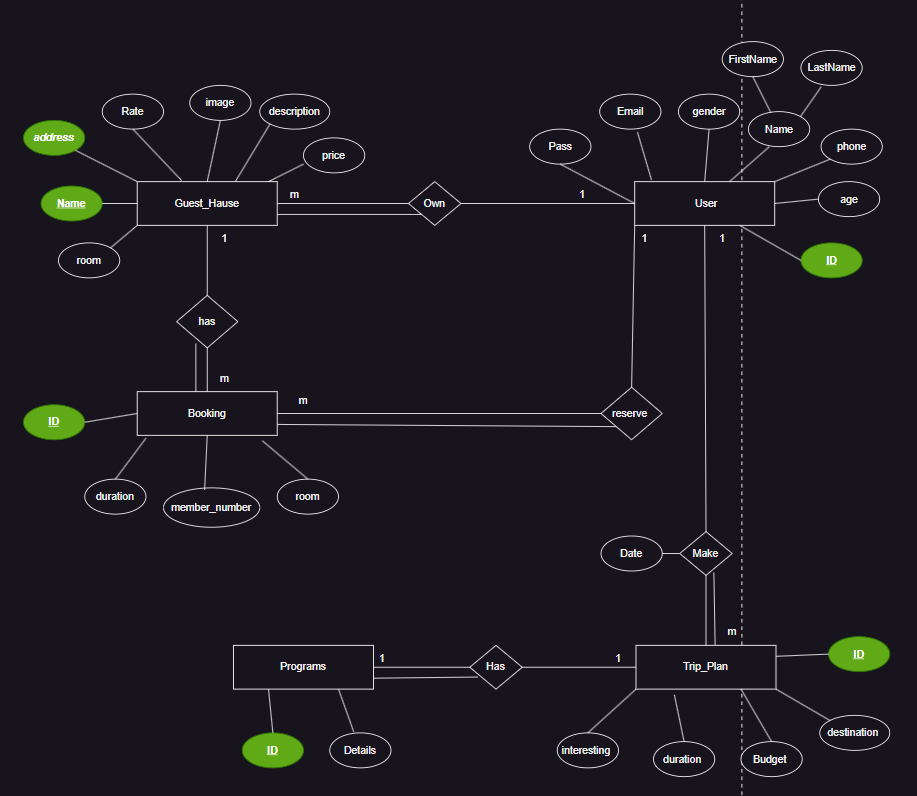 FirstName
LastName
Rate
image
description
Email
gender
Name
address
price
Pass
phone
Name
Guest_Hause
m
Own
1
User
age
room
1
1
1
ID
has
m
m
ID
Booking
reserve
duration
member_number
room
Date
Make
m
Programs
1
Has
1
Trip_Plan
ID
ID
Details
interesting
duration
Budget
destination